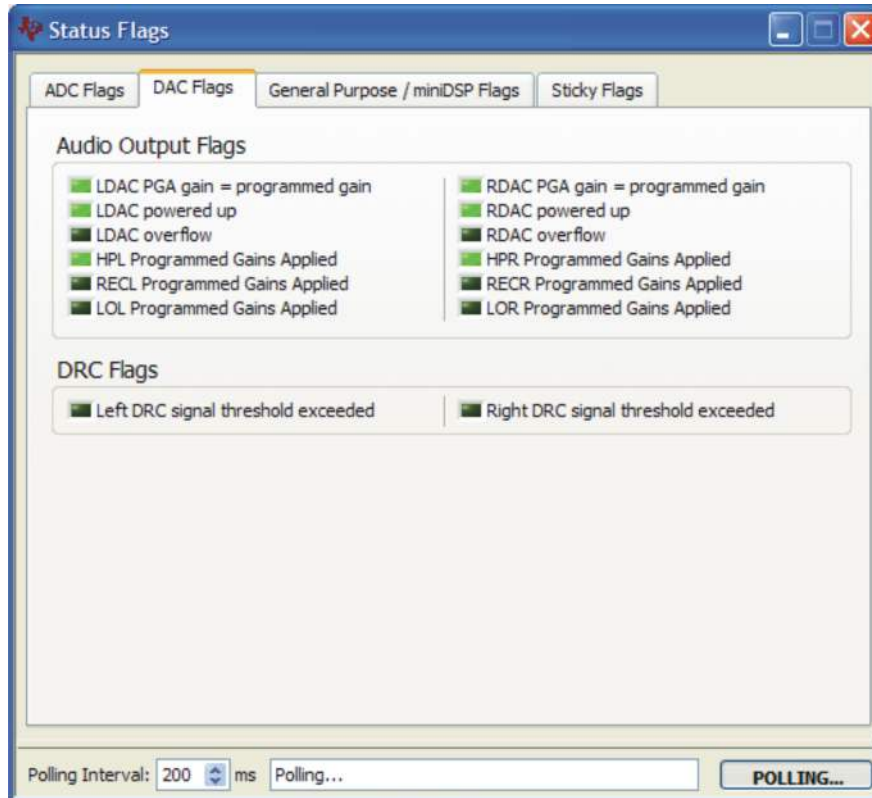 Status Flags
ADC Flags DAC Flags General Purpose / miniDSP Flags Sticky Flags
Audio Output Flags
LDAC PGA gain = programmed gain
LDAC powered up
LDAC overflow
HPL Programmed Gains Applied
RECL Programmed Gains Applied
LOL Programmed Gains Applied
RDAC PGA gain = programmed gain
RDAC powered up
RDAC overflow
HPR Programmed Gains Applied
RECR Programmed Gains Applied
LOR Programmed Gains Applied
DRC Flags
Left DRC signal threshold exceeded
Right DRC signal threshold exceeded
Polling Interval: 200 ms Polling... POLLING...